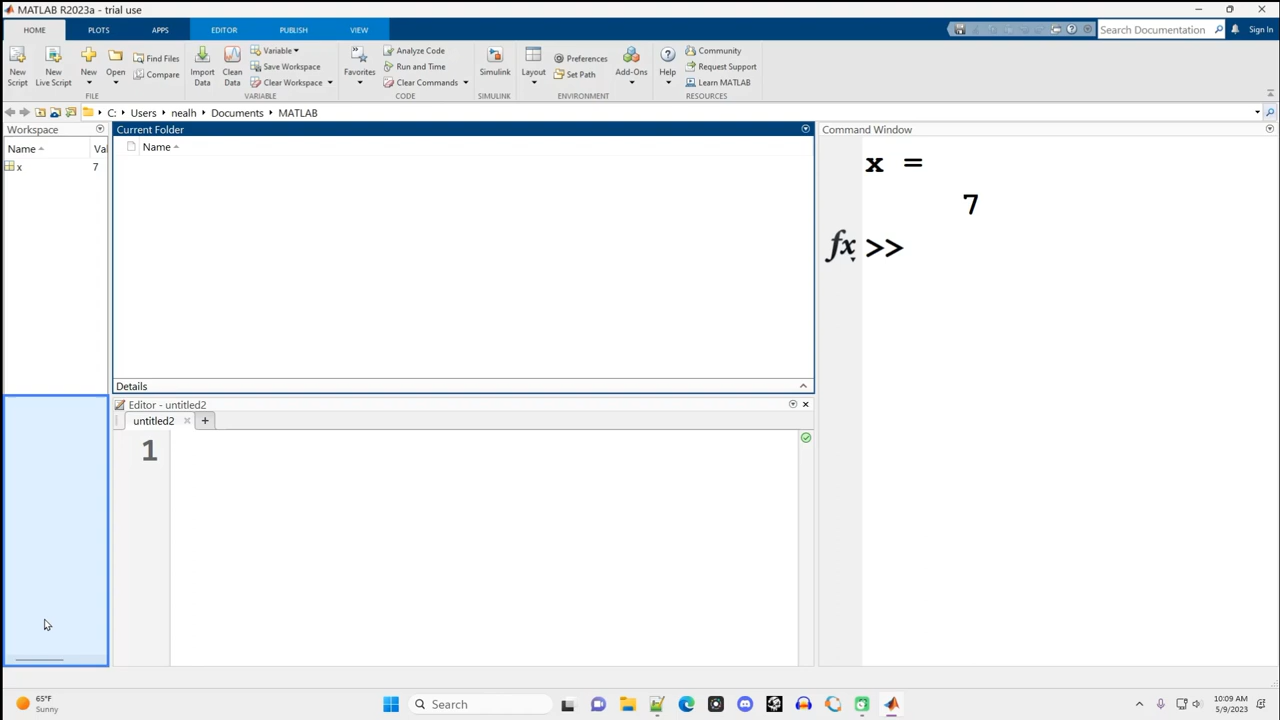 MATLAB R2023a - trial use
HOME PLOTS APPS EDITOR PUBLISH VIEW
Search Documentation
Sign In
New Script
New Live Script
New
Open
Find Files
Compare
FILE
Import Data
Clean Data
Variable
Save Workspace
Clear Workspace
VARIABLE
Favorites
Analyze Code
Run and Time
Clear Commands
CODE
Simulink
SIMULINK
Layout
Preferences
Set Path
Add-Ons
ENVIRONMENT
Help
Community
Request Support
Learn MATLAB
RESOURCES
C: Users nealh Documents MATLAB
Workspace
Name Val
x 7
Current Folder
Name
Details
Editor - untitled2
untitled2 +
1
Command Window
x =
7
fx >>
65°F
Sunny
Search
10:09 AM
5/9/2023